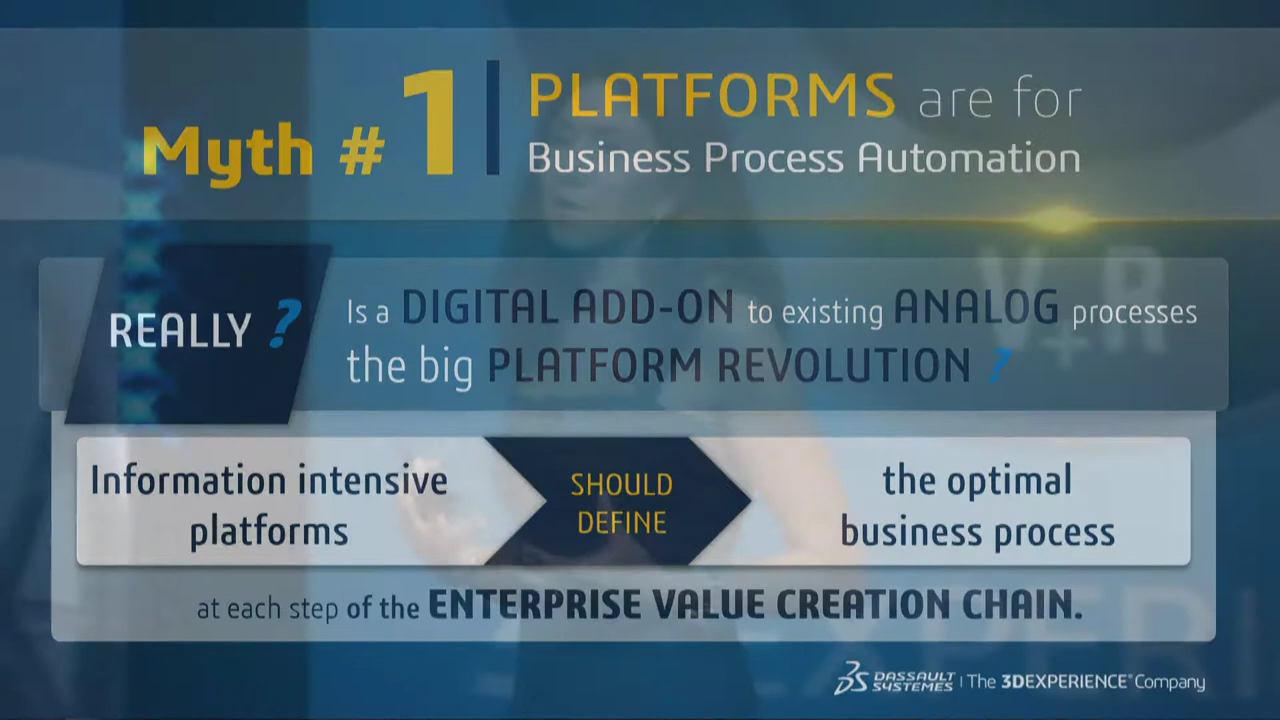 Myth # 1
PLATFORMS are for
Business Process Automation
REALLY ?
Is a DIGITAL ADD-ON to existing ANALOG processes
the big PLATFORM REVOLUTION ?
Information intensive
platforms
SHOULD
DEFINE
the optimal
business process
at each step of the ENTERPRISE VALUE CREATION CHAIN.
3DS DASSAULT
SYSTEMES | The 3DEXPERIENCE® Company
V+R